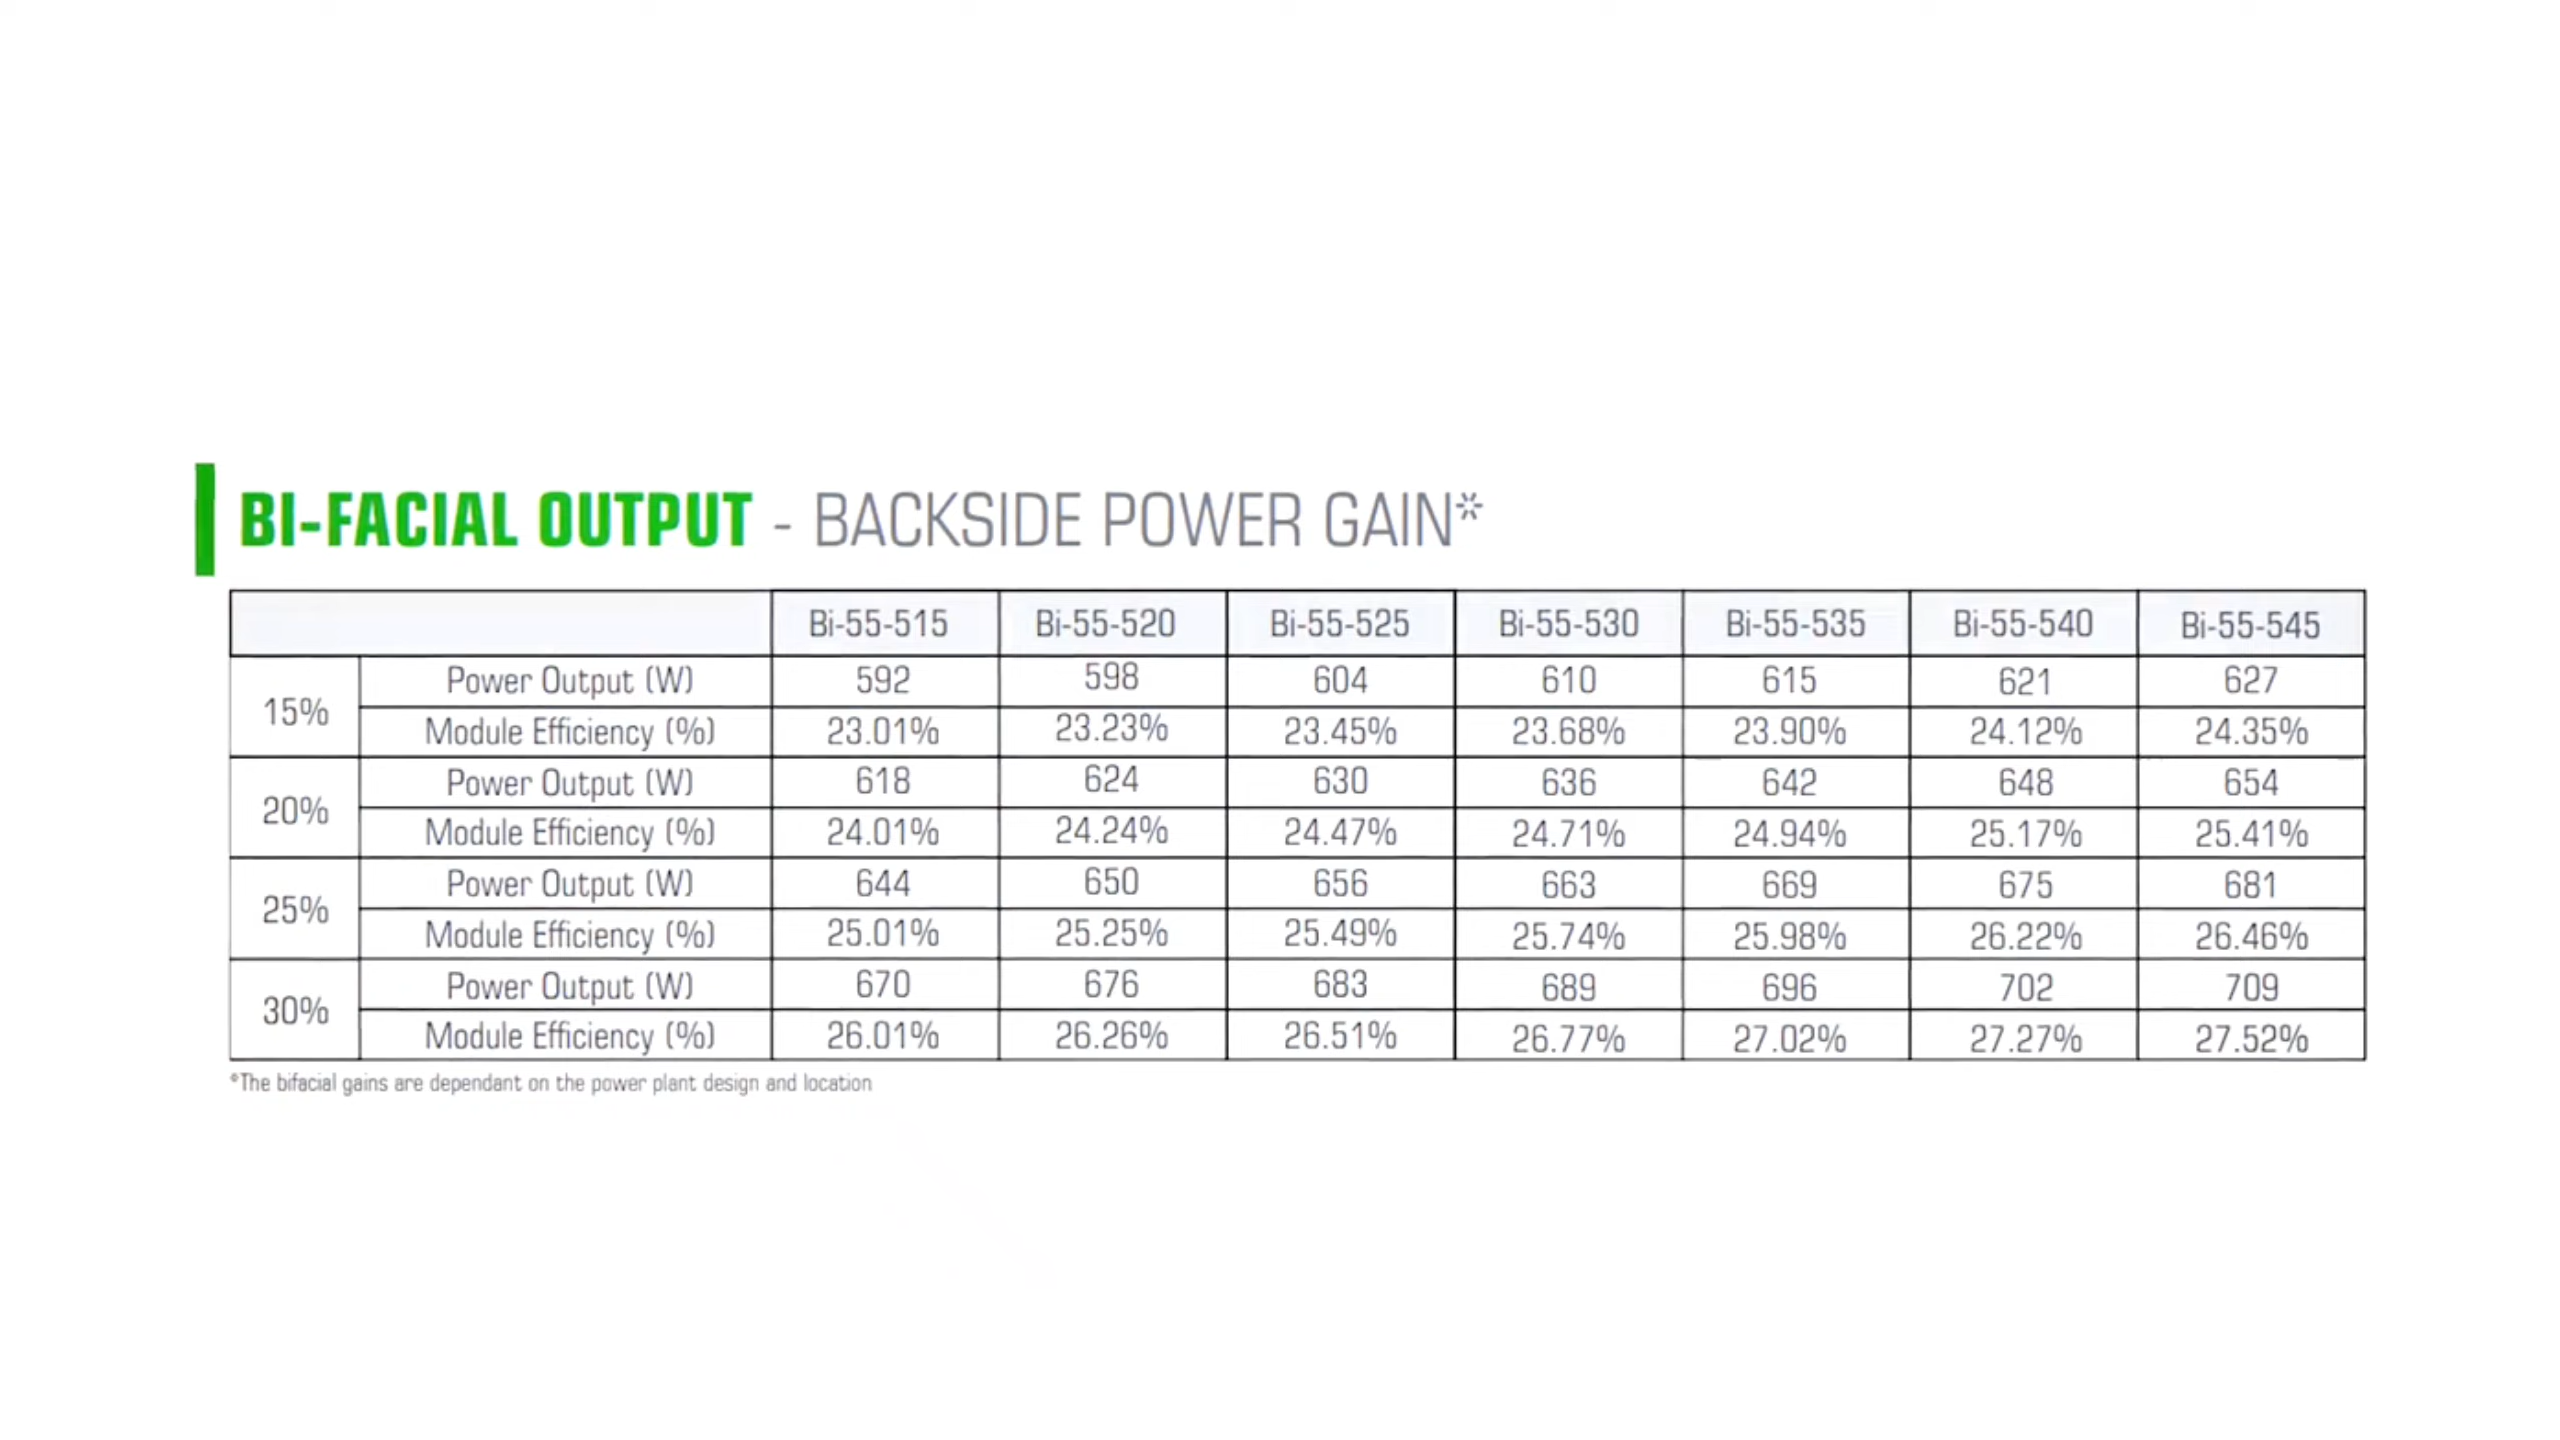 BI-FACIAL OUTPUT - BACKSIDE POWER GAIN*
Bi-55-515 Bi-55-520 Bi-55-525 Bi-55-530 Bi-55-535 Bi-55-540 Bi-55-545
15% Power Output (W) 592 598 604 610 615 621 627
Module Efficiency (%) 23.01% 23.23% 23.45% 23.68% 23.90% 24.12% 24.35%
20% Power Output (W) 618 624 630 636 642 648 654
Module Efficiency (%) 24.01% 24.24% 24.47% 24.71% 24.94% 25.17% 25.41%
25% Power Output (W) 644 650 656 663 669 675 681
Module Efficiency (%) 25.01% 25.25% 25.49% 25.74% 25.98% 26.22% 26.46%
30% Power Output (W) 670 676 683 689 696 702 709
Module Efficiency (%) 26.01% 26.26% 26.51% 26.77% 27.02% 27.27% 27.52%
*The bifacial gains are dependant on the power plant design and location